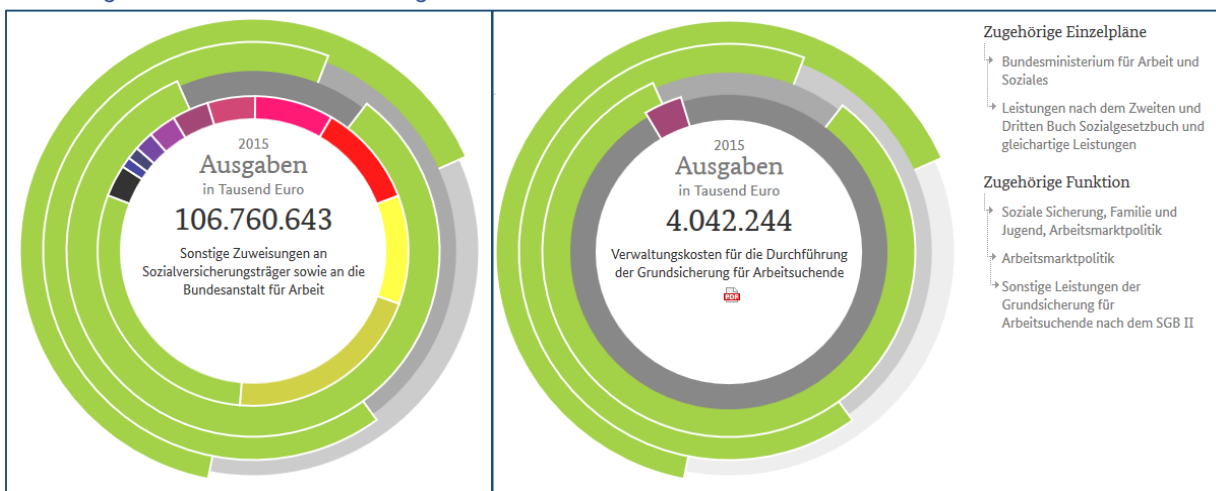 2015
Ausgaben
in Tausend Euro
106.760.643
Sonstige Zuweisungen an
Sozialversicherungsträger sowie an die
Bundesanstalt für Arbeit
2015
Ausgaben
in Tausend Euro
4.042.244
Verwaltungskosten für die Durchführung
der Grundsicherung für Arbeitsuchende
PDF
Zugehörige Einzelpläne
Bundesministerium für Arbeit und
Soziales
Leistungen nach dem Zweiten und
Dritten Buch Sozialgesetzbuch und
gleichartige Leistungen
Zugehörige Funktion
Soziale Sicherung, Familie und
Jugend, Arbeitsmarktpolitik
Arbeitsmarktpolitik
Sonstige Leistungen der
Grundsicherung für
Arbeitsuchende nach dem SGB II